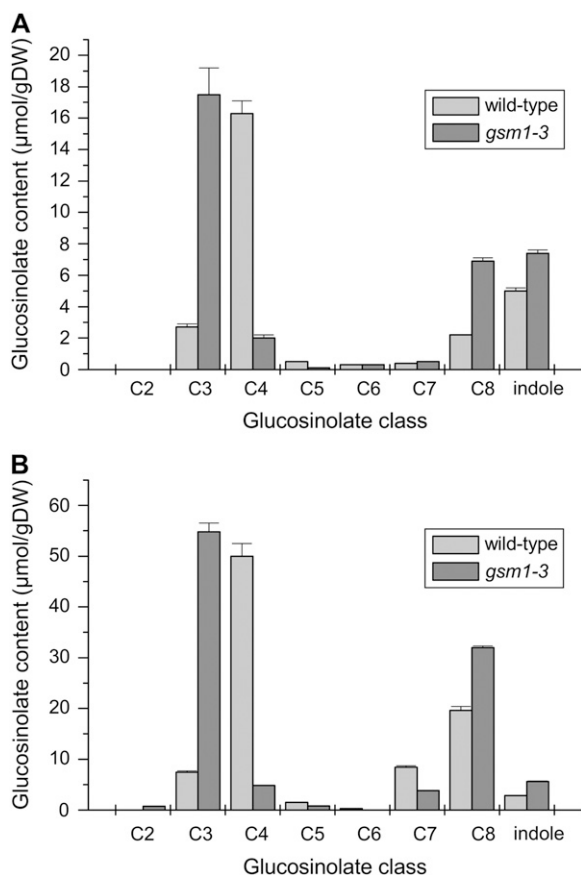 A
Glucosinolate content (μmol/gDW)
20
18
16
14
12
10
8
6
4
2
0
wild-type
gsm1-3
C2 C3 C4 C5 C6 C7 C8 indole
Glucosinolate class
B
Glucosinolate content (μmol/gDW)
60
50
40
30
20
10
0
wild-type
gsm1-3
C2 C3 C4 C5 C6 C7 C8 indole
Glucosinolate class